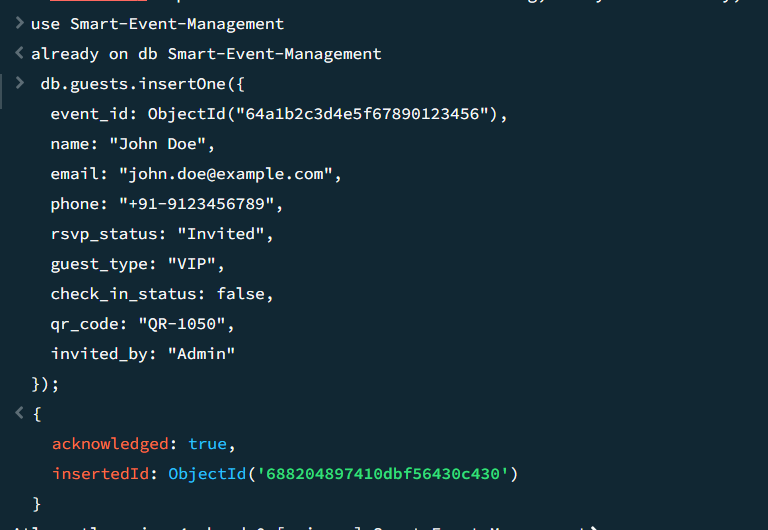 > use Smart-Event-Management
< already on db Smart-Event-Management
> db.guests.insertOne({
event_id: ObjectId("64a1b2c3d4e5f67890123456"),
name: "John Doe",
email: "john.doe@example.com",
phone: "+91-9123456789",
rsvp_status: "Invited",
guest_type: "VIP",
check_in_status: false,
qr_code: "QR-1050",
invited_by: "Admin"
});
< {
acknowledged: true,
insertedId: ObjectId('688204897410dbf56430c430')
}